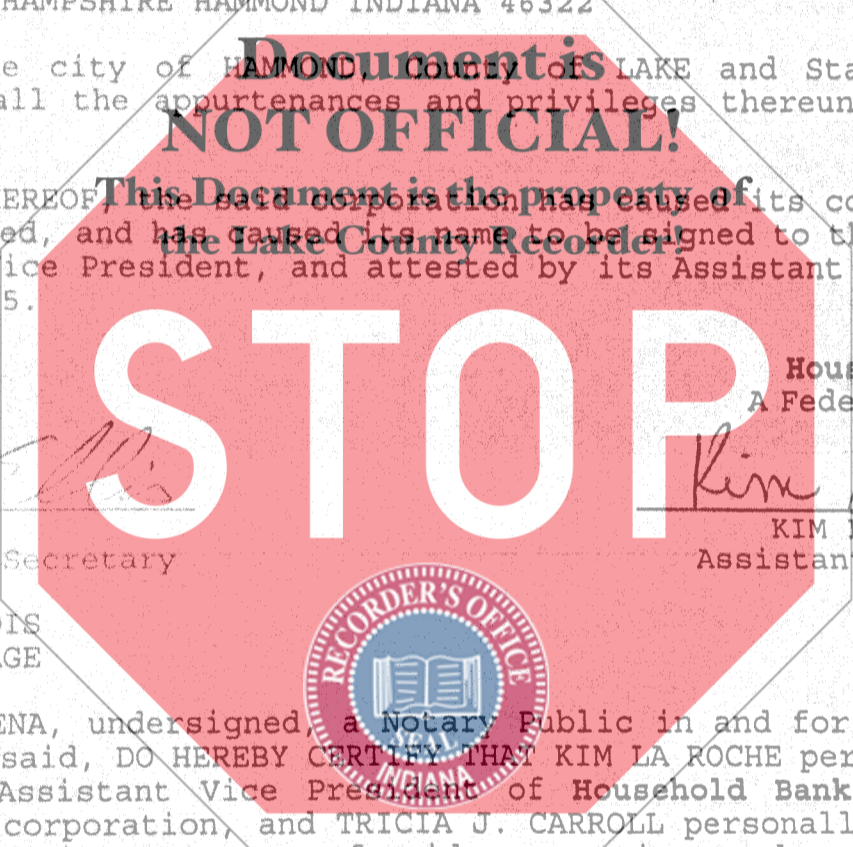 HAMPSHIRE HAMMOND INDIANA 46322
Document is
e city of HAMMOND, County of LAKE and Sta
all the appurtenances and privileges thereun
NOT OFFICIAL!
This Document is the property of
EREOF, the said corporation has caused its co
the Lake County Recorder!
ed, and has caused its name to be signed to th
ice President, and attested by its Assistant
5.
STOP
Hous
A Fede
Kim
KIM
Secretary
Assistan
RECORDER'S OFFICE
SEAL
INDIANA
OIS
AGE
ENA, undersigned, a Notary Public in and for
said, DO HEREBY CERTIFY THAT KIM LA ROCHE per
Assistant Vice President of Household Bank
corporation, and TRICIA J. CARROLL personall